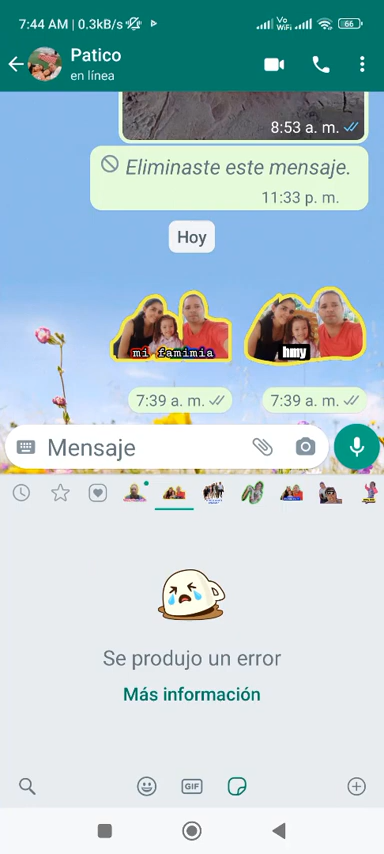 7:44 AM | 0.3kB/s
Vo
WiFi
66
Patico
en línea
8:53 a. m.
Eliminaste este mensaje.
11:33 p. m.
Hoy
mi famimia
hmy
7:39 a. m.
7:39 a. m.
Mensaje
Se produjo un error
Más información
GIF